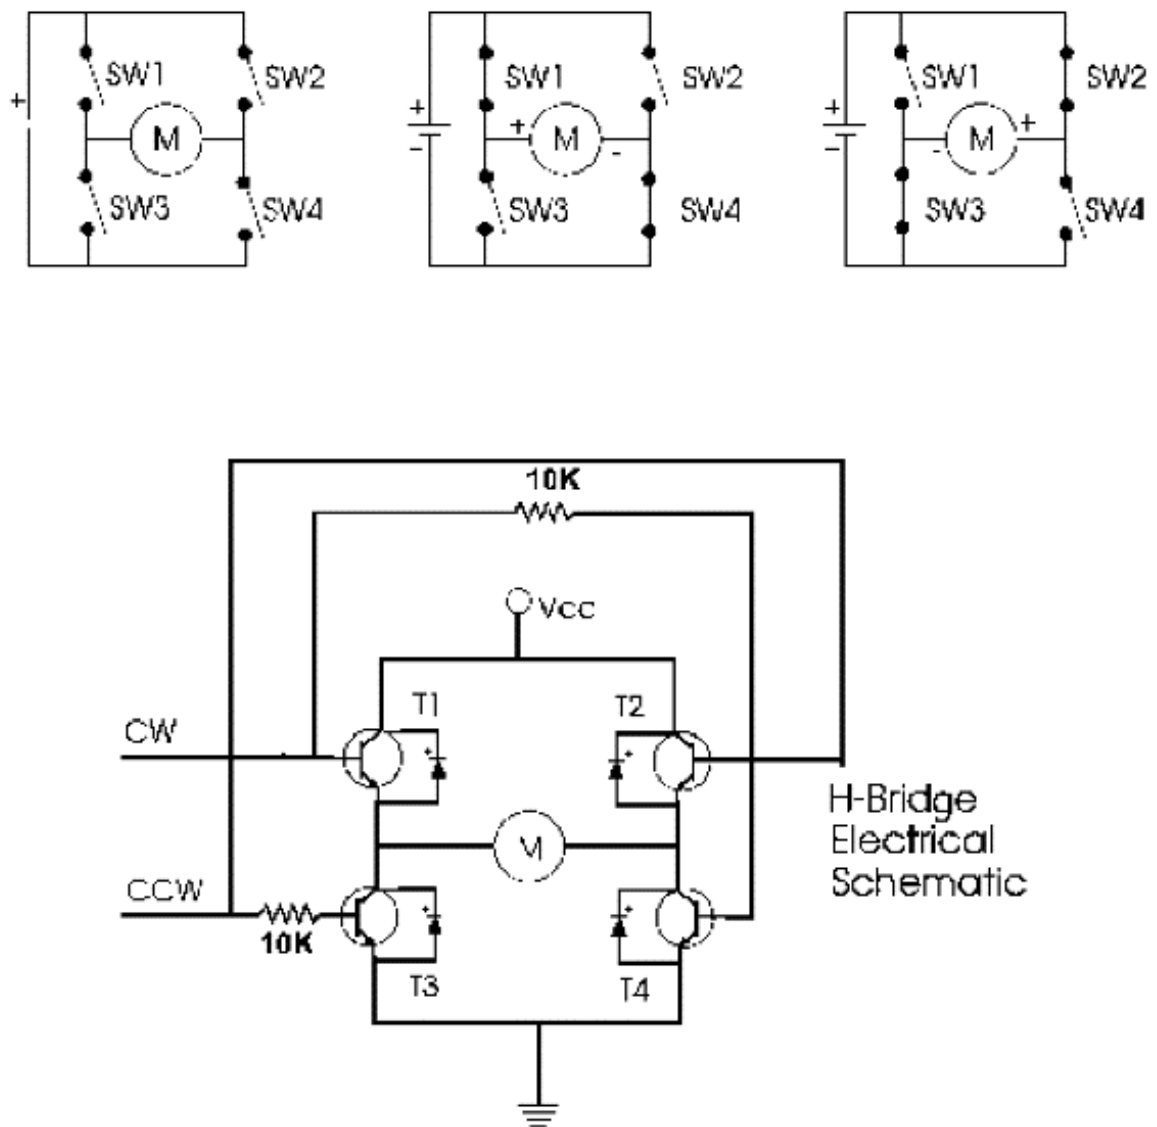 SW1 SW2
+
M
SW3 SW4
SW1 SW2
+
-
+ M -
SW3 SW4
SW1 SW2
+
-
- M +
SW3 SW4
10K
Vcc
T1 T2
CW
+ +
H-Bridge
Electrical
Schematic
M
CCW
+ +
10K
T3 T4